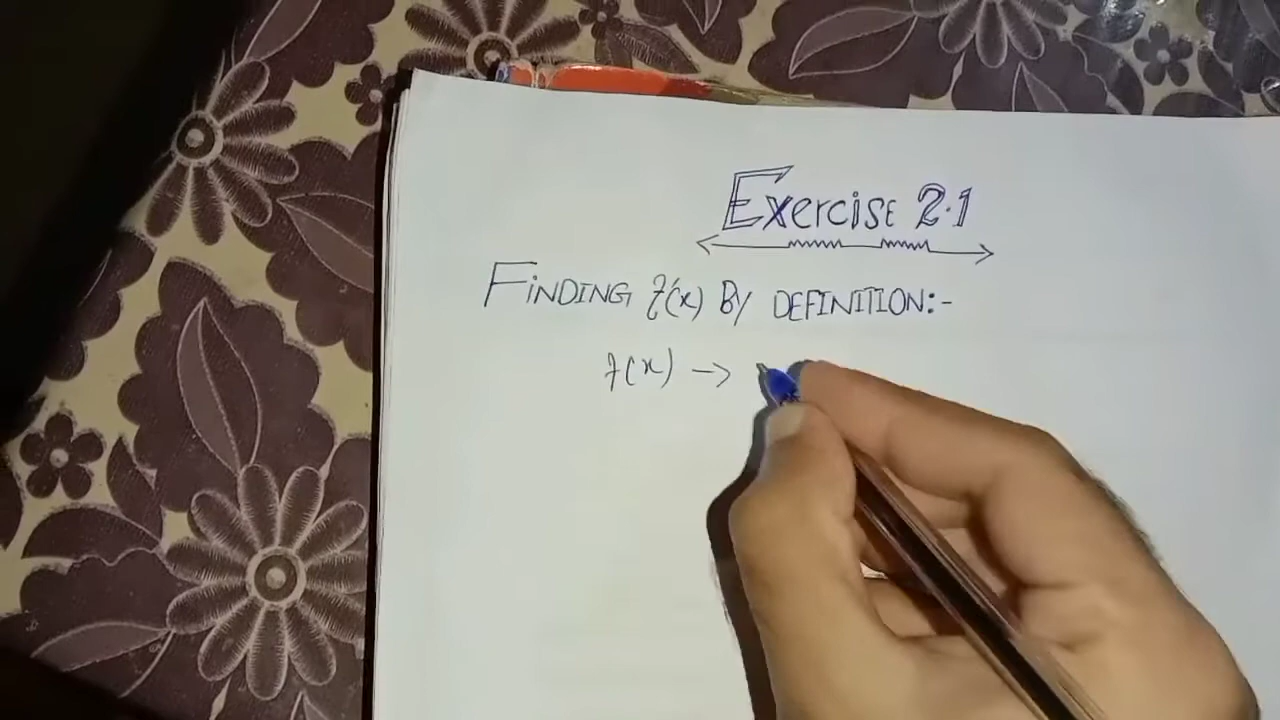 Exercise 2.1
FINDING f'(x) BY DEFINITION:-
f(x) →